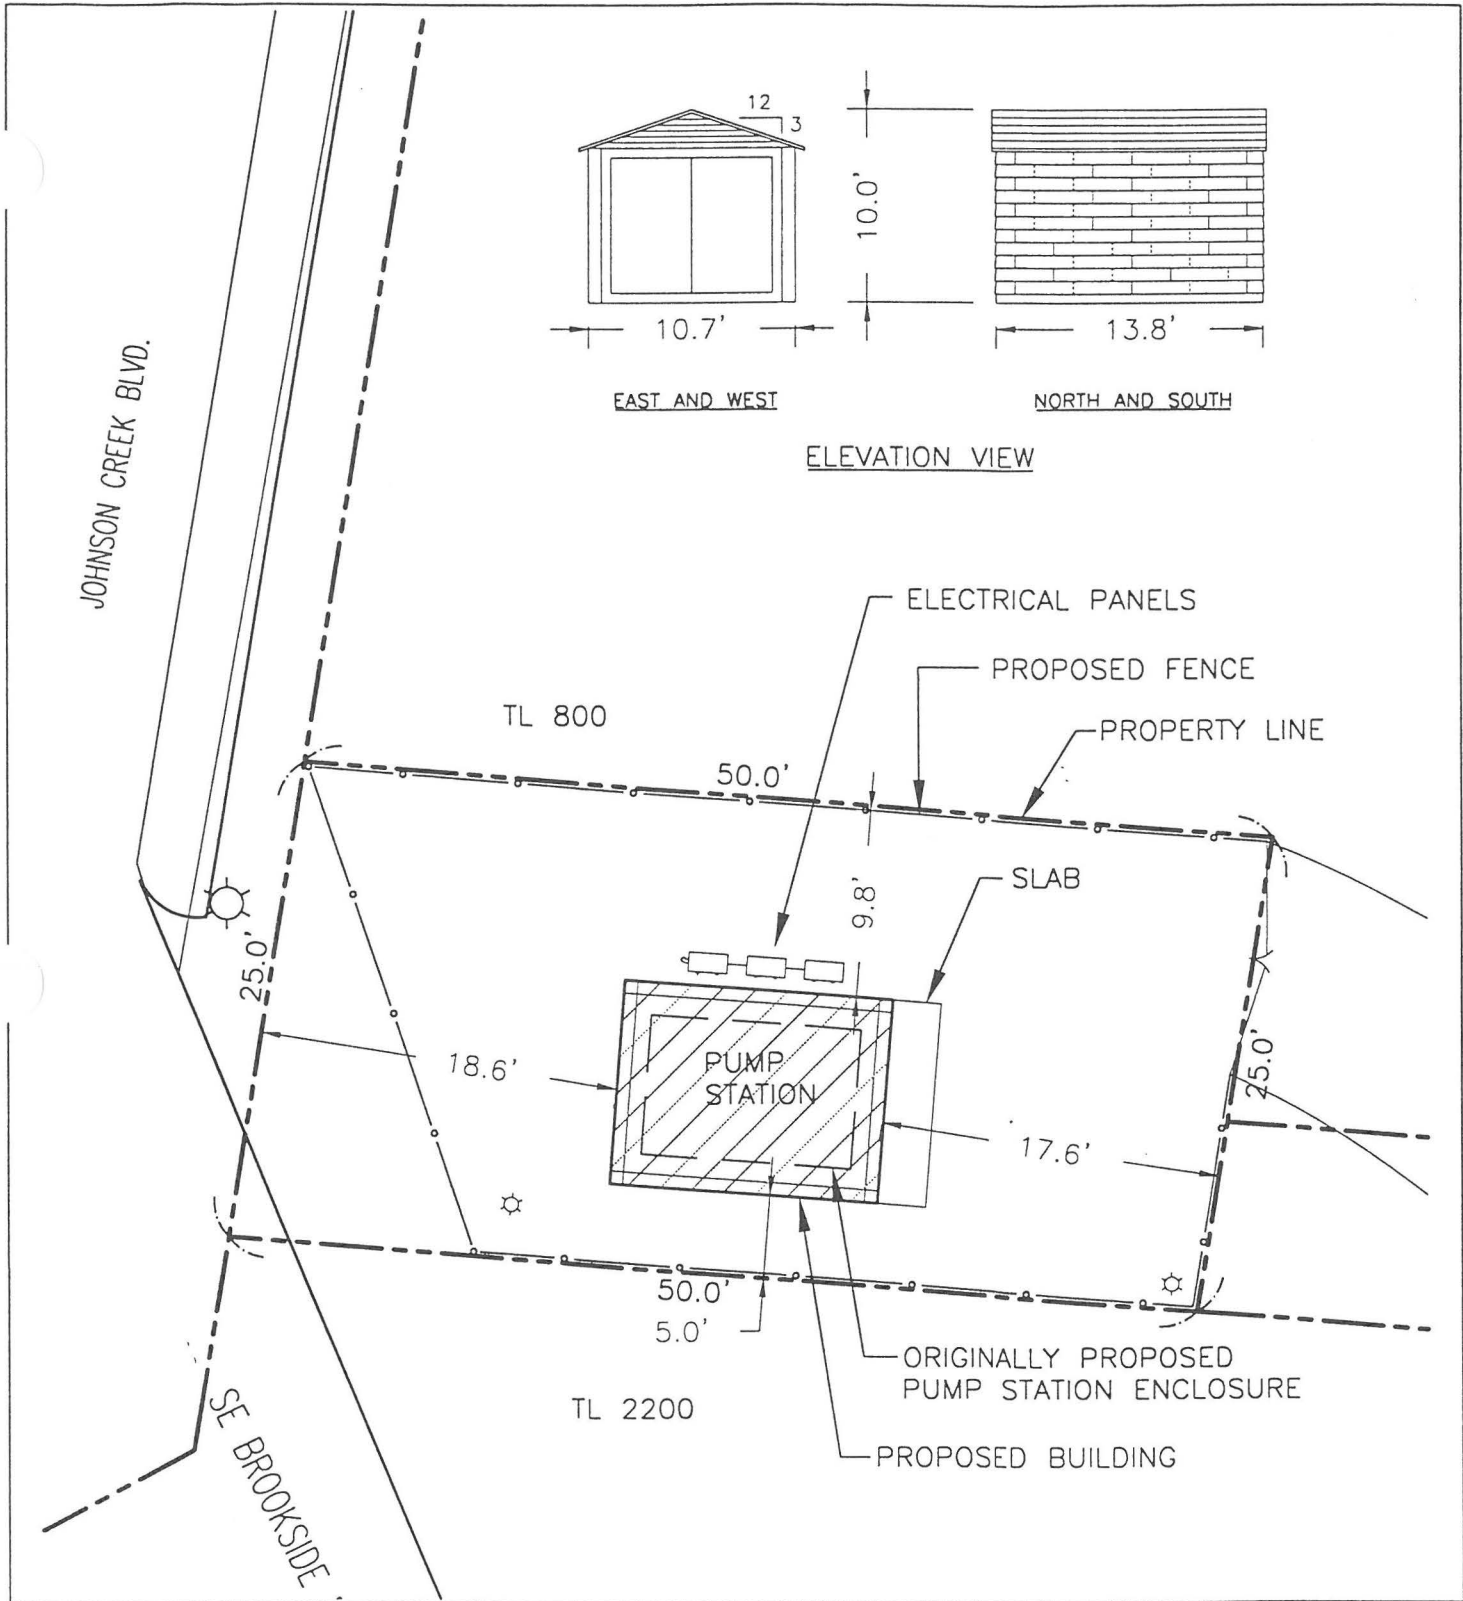 12
3
10.0'
10.7'
13.8'
EAST AND WEST
NORTH AND SOUTH
ELEVATION VIEW
JOHNSON CREEK BLVD.
ELECTRICAL PANELS
PROPOSED FENCE
TL 800
PROPERTY LINE
50.0'
SLAB
9.8'
25.0'
18.6'
PUMP
STATION
25.0'
17.6'
50.0'
5.0'
ORIGINALLY PROPOSED
PUMP STATION ENCLOSURE
TL 2200
PROPOSED BUILDING
SE BROOKSIDE